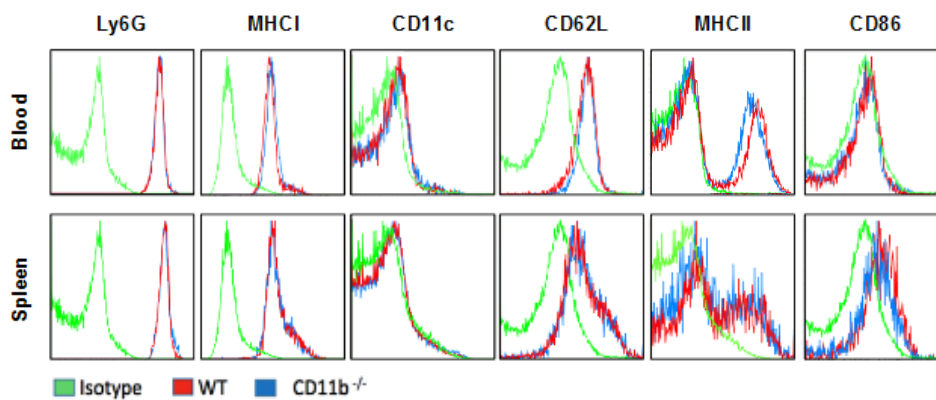 Ly6G MHCI CD11c CD62L MHCII CD86
Blood
Spleen
Isotype WT CD11b -/-